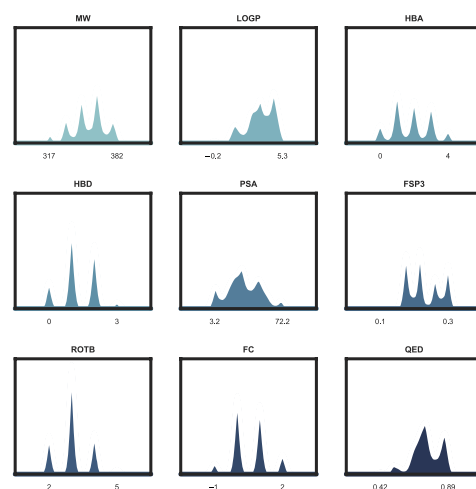 MW LOGP HBA
317 382 −0.2 5.3 0 4
HBD PSA FSP3
0 3 3.2 72.2 0.1 0.3
ROTB FC QED
2 5 −1 2 0.42 0.89